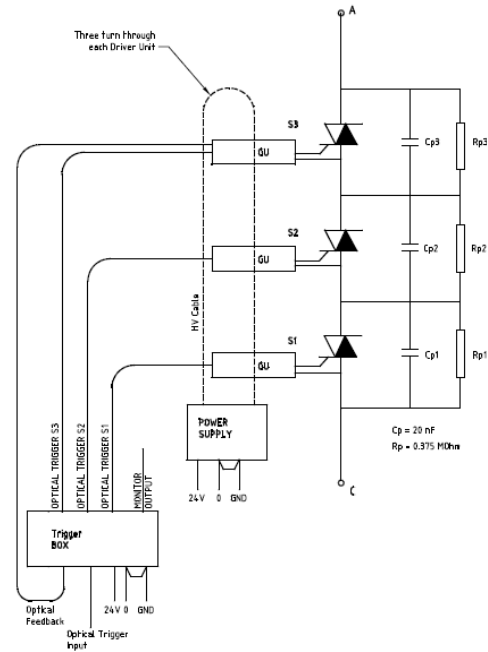 A
Three turn through
each Driver Unit
S3
GU
Cp3
Rp3
S2
GU
Cp2
Rp2
HV Cable
S1
GU
Cp1
Rp1
POWER
SUPPLY
Cp = 20 nF
Rp = 0.375 MOhm
24V 0 GND
C
OPTICAL TRIGGER S3
OPTICAL TRIGGER S2
OPTICAL TRIGGER S1
MONITOR
OUTPUT
Trigger
BOX
Optical
Feedback
24V 0 GND
Optical Trigger
Input